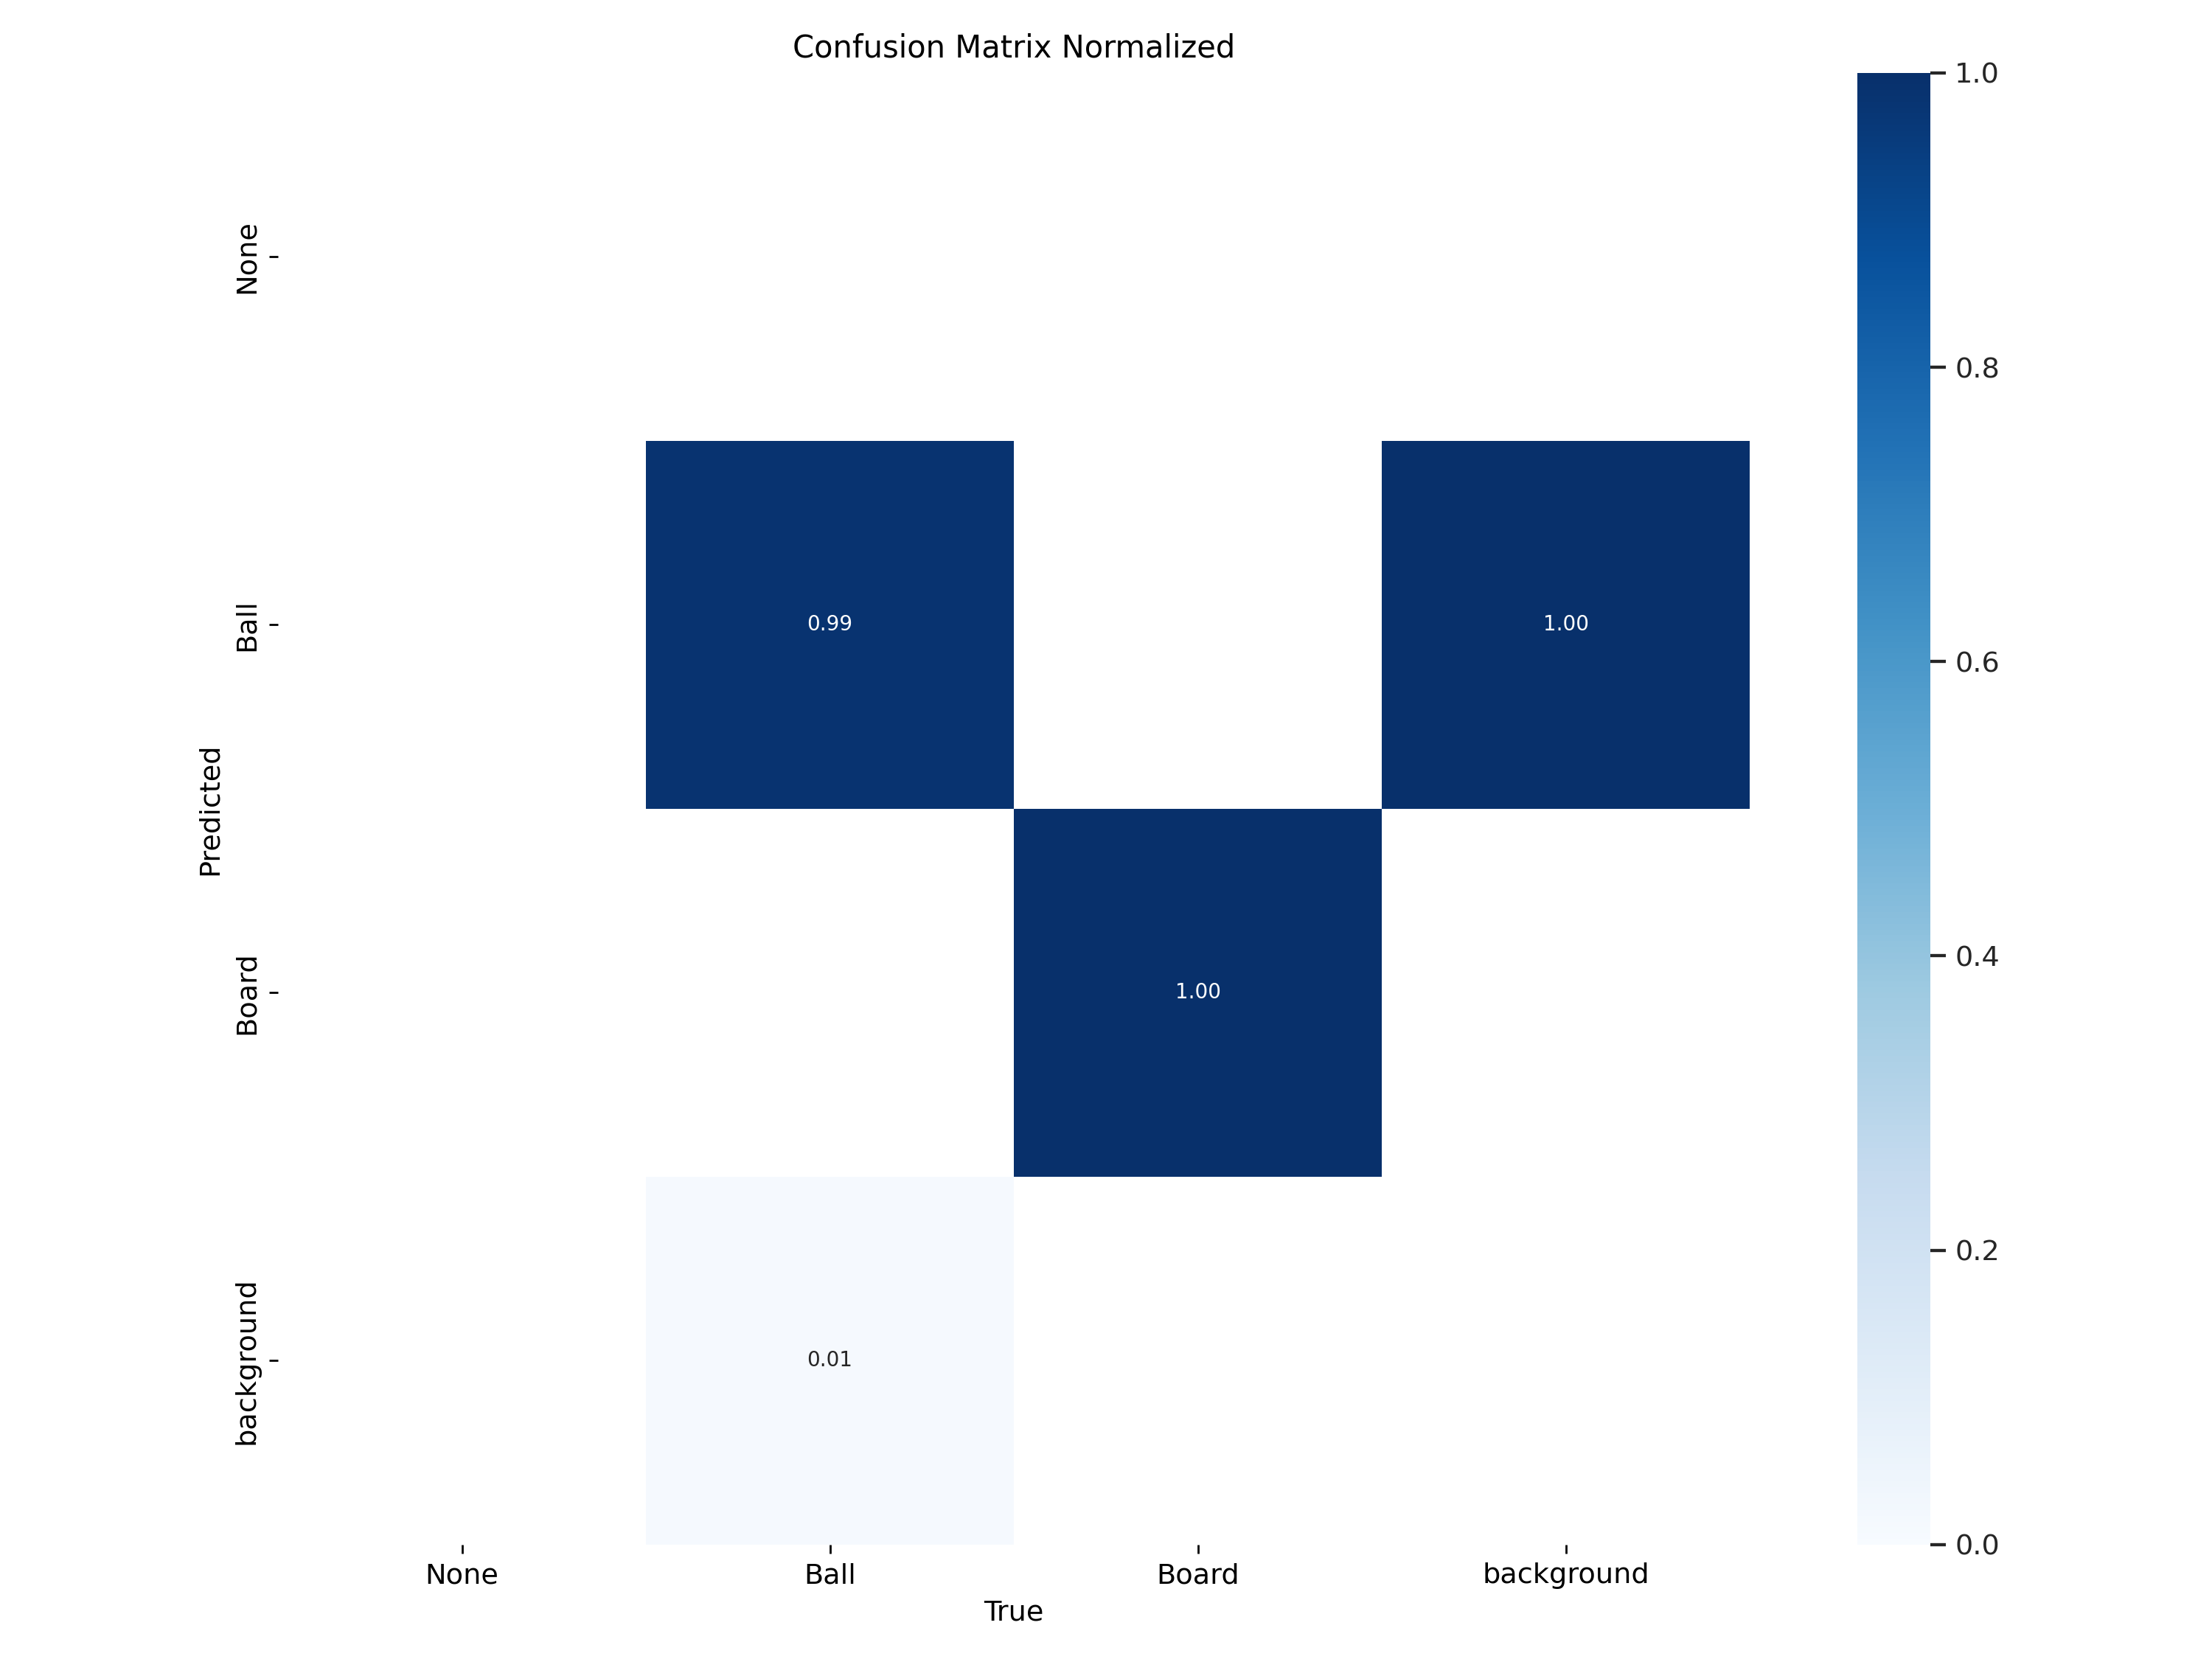 Confusion Matrix Normalized
None
Ball
Board
background
Predicted
0.99
1.00
1.00
0.01
None
Ball
Board
background
True
1.0
0.8
0.6
0.4
0.2
0.0